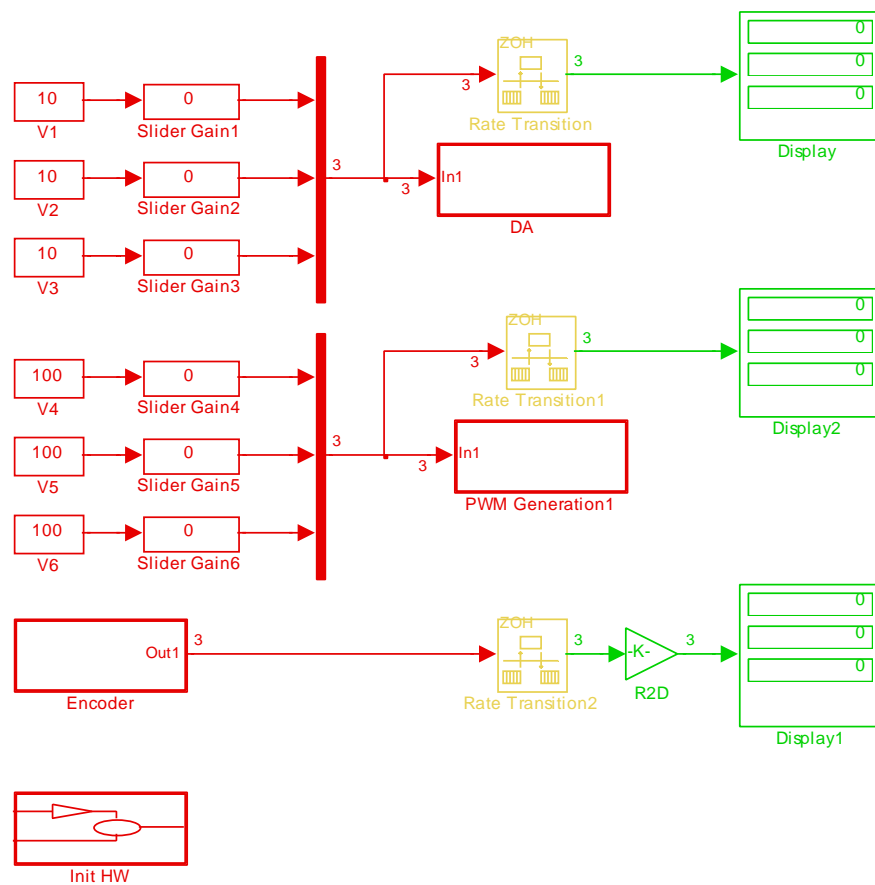 ZOH
0
0
0
3
3
Rate Transition
Display
10
0
V1
Slider Gain1
10
0
V2
Slider Gain2
10
0
V3
Slider Gain3
3
3
In1
DA
ZOH
0
0
0
3
3
Rate Transition1
Display2
100
0
V4
Slider Gain4
100
0
V5
Slider Gain5
100
0
V6
Slider Gain6
3
3
In1
PWM Generation1
Out1
3
Encoder
ZOH
3
Rate Transition2
-K-
3
R2D
0
0
0
Display1
Init HW